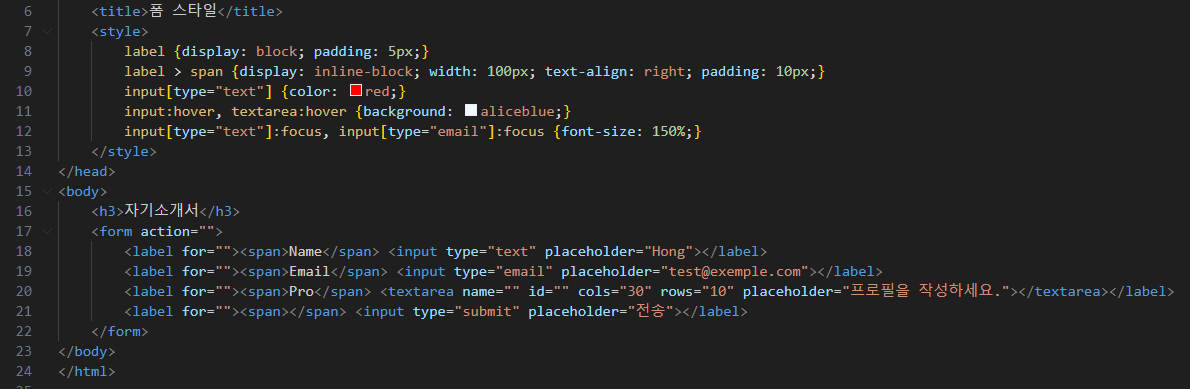 6 <title>폼 스타일</title>
7 <style>
8 label {display: block; padding: 5px;}
9 label > span {display: inline-block; width: 100px; text-align: right; padding: 10px;}
10 input[type="text"] {color: red;}
11 input:hover, textarea:hover {background: aliceblue;}
12 input[type="text"]:focus, input[type="email"]:focus {font-size: 150%;}
13 </style>
14 </head>
15 <body>
16 <h3>자기소개서</h3>
17 <form action="">
18 <label for=""><span>Name</span> <input type="text" placeholder="Hong"></label>
19 <label for=""><span>Email</span> <input type="email" placeholder="test@exemple.com"></label>
20 <label for=""><span>Pro</span> <textarea name="" id="" cols="30" rows="10" placeholder="프로필을 작성하세요."></textarea></label>
21 <label for=""><span></span> <input type="submit" placeholder="전송"></label>
22 </form>
23 </body>
24 </html>